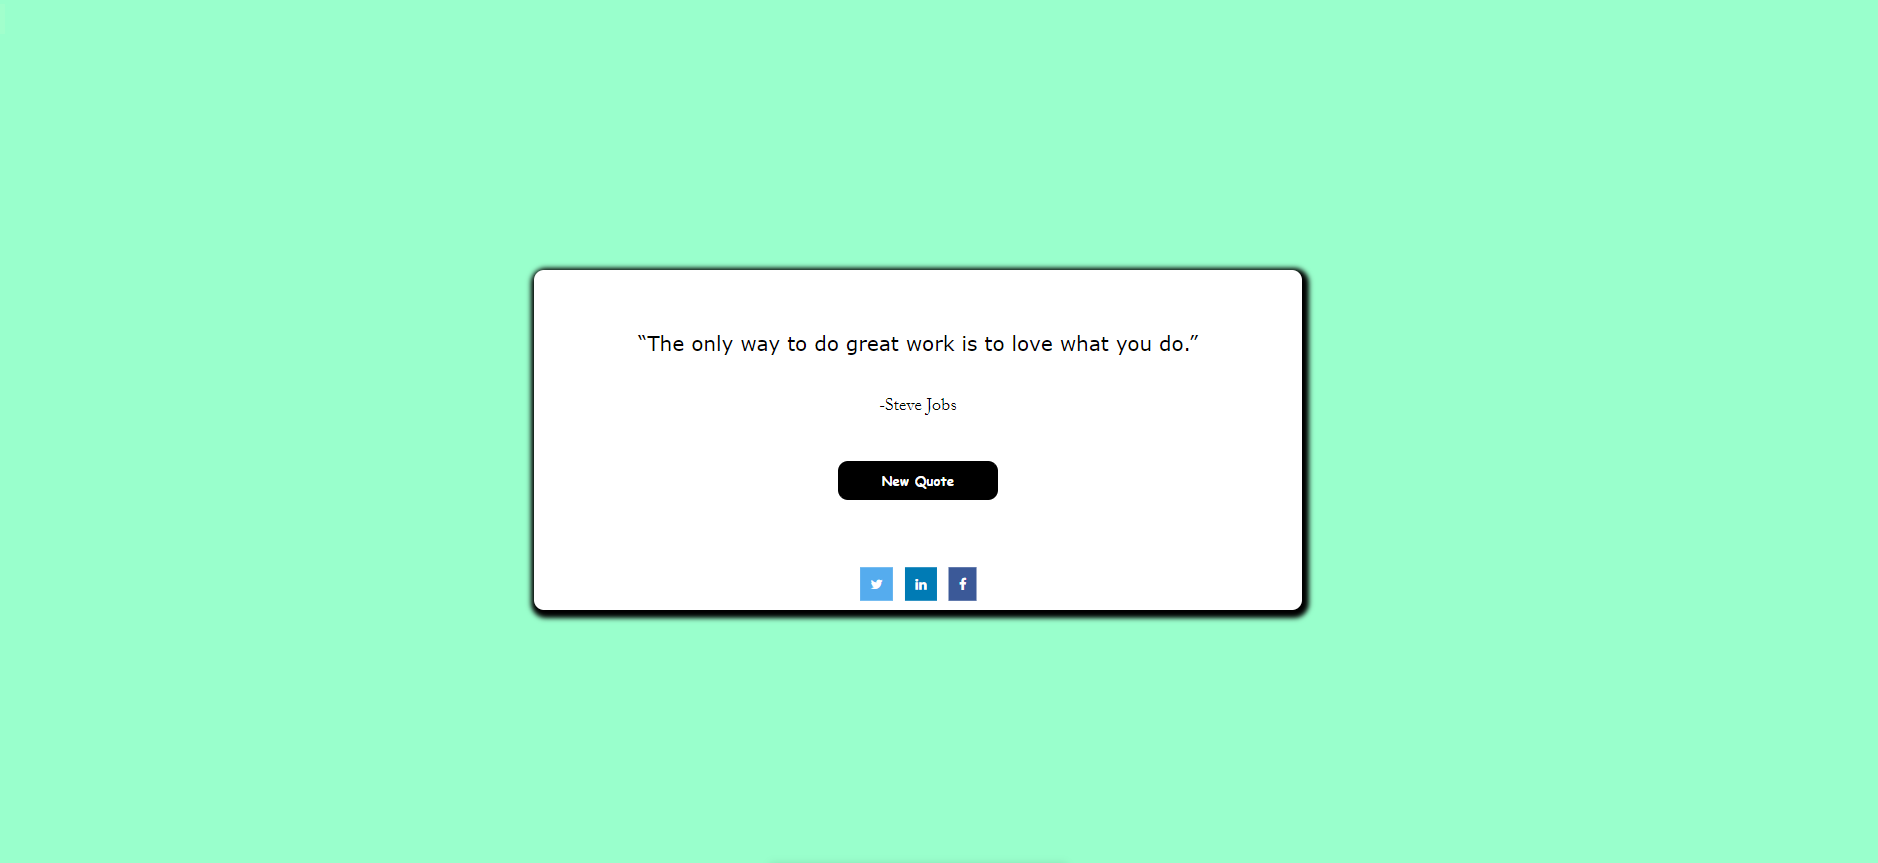 “The only way to do great work is to love what you do.”
-Steve Jobs
New Quote
in f